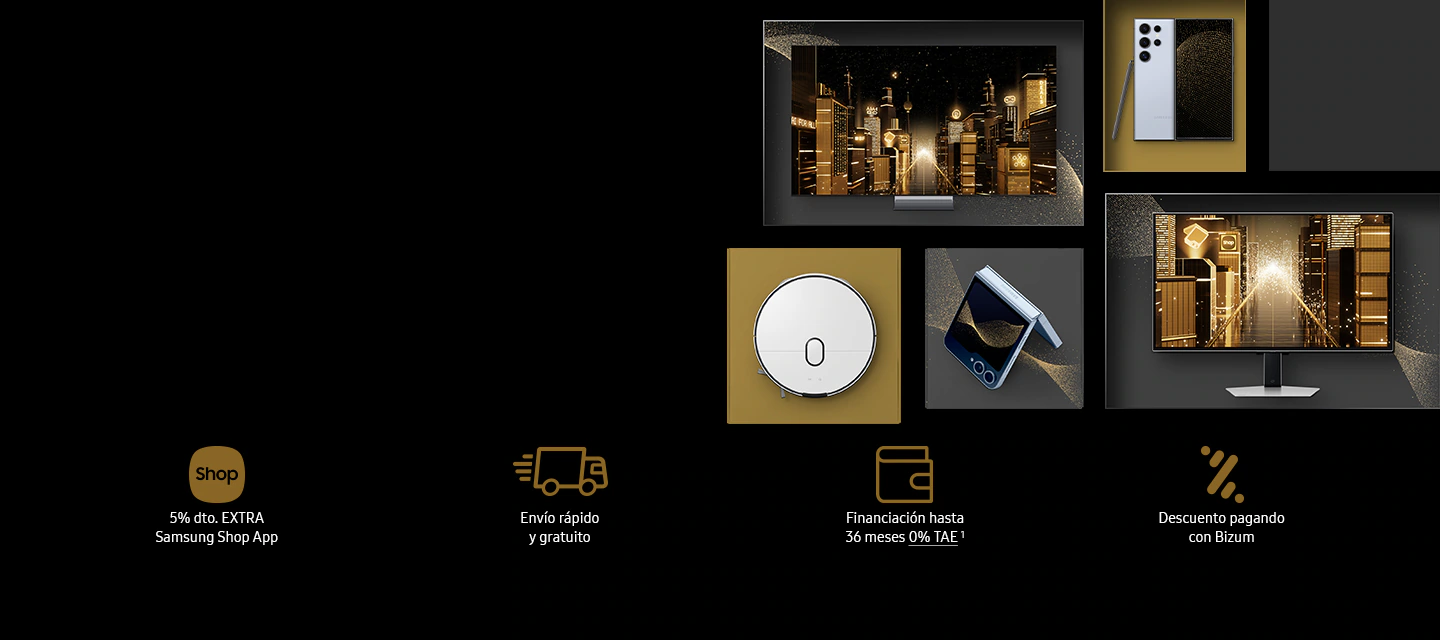 Shop
5% dto. EXTRA
Samsung Shop App
Envío rápido
y gratuito
Financiación hasta
36 meses 0% TAE ¹
Descuento pagando
con Bizum